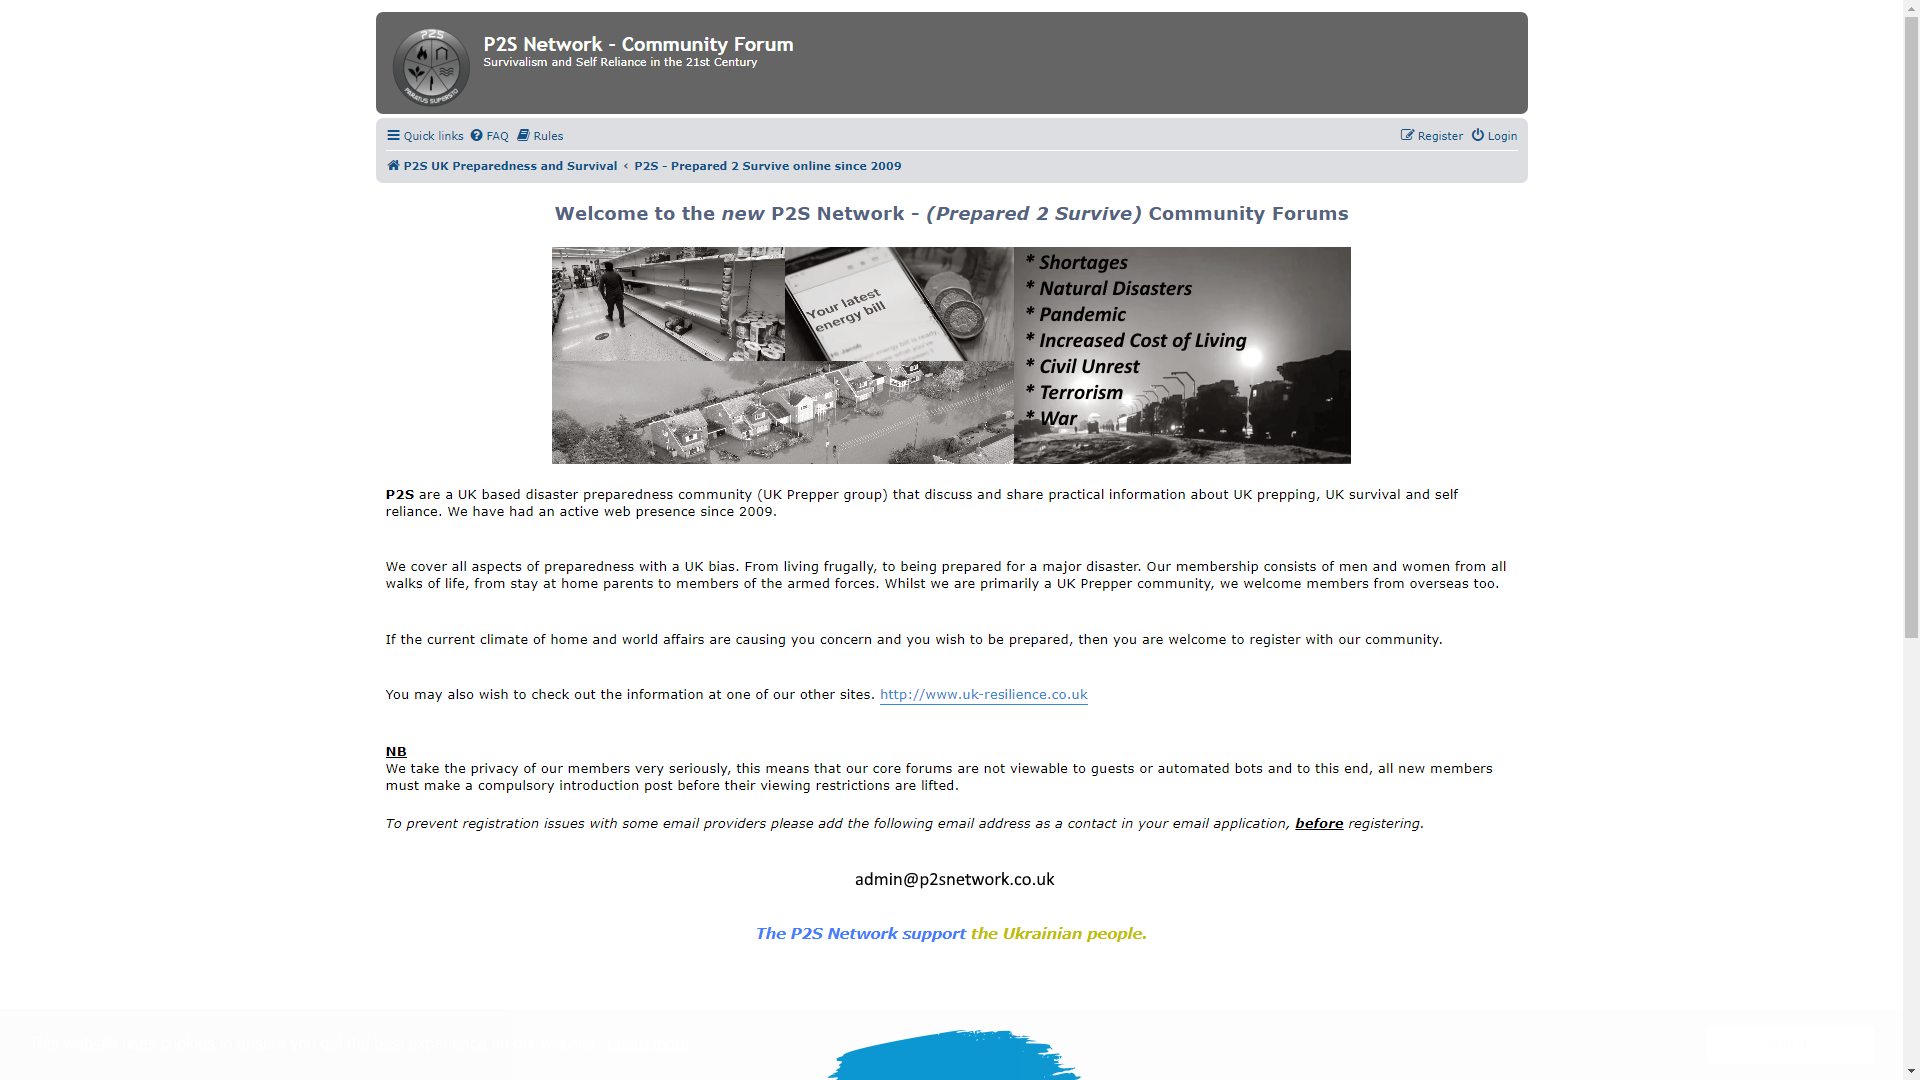 P2S
PARATUS SUPERSTO
P2S Network - Community Forum
Survivalism and Self Reliance in the 21st Century
Quick links FAQ Rules
Register Login
P2S UK Preparedness and Survival ‹ P2S - Prepared 2 Survive online since 2009
Welcome to the new P2S Network - (Prepared 2 Survive) Community Forums
Your latest
energy bill
* Shortages
* Natural Disasters
* Pandemic
* Increased Cost of Living
* Civil Unrest
* Terrorism
* War
P2S are a UK based disaster preparedness community (UK Prepper group) that discuss and share practical information about UK prepping, UK survival and self
reliance. We have had an active web presence since 2009.
We cover all aspects of preparedness with a UK bias. From living frugally, to being prepared for a major disaster. Our membership consists of men and women from all
walks of life, from stay at home parents to members of the armed forces. Whilst we are primarily a UK Prepper community, we welcome members from overseas too.
If the current climate of home and world affairs are causing you concern and you wish to be prepared, then you are welcome to register with our community.
You may also wish to check out the information at one of our other sites. http://www.uk-resilience.co.uk
NB
We take the privacy of our members very seriously, this means that our core forums are not viewable to guests or automated bots and to this end, all new members
must make a compulsory introduction post before their viewing restrictions are lifted.
To prevent registration issues with some email providers please add the following email address as a contact in your email application, before registering.
admin@p2snetwork.co.uk
The P2S Network support the Ukrainian people.